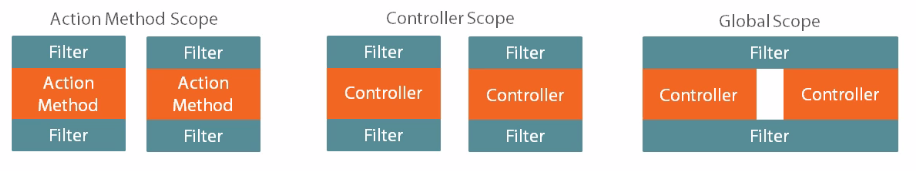 Action Method Scope
Filter
Action
Method
Filter
Filter
Action
Method
Filter
Controller Scope
Filter
Controller
Filter
Filter
Controller
Filter
Global Scope
Filter
Controller
Controller
Filter